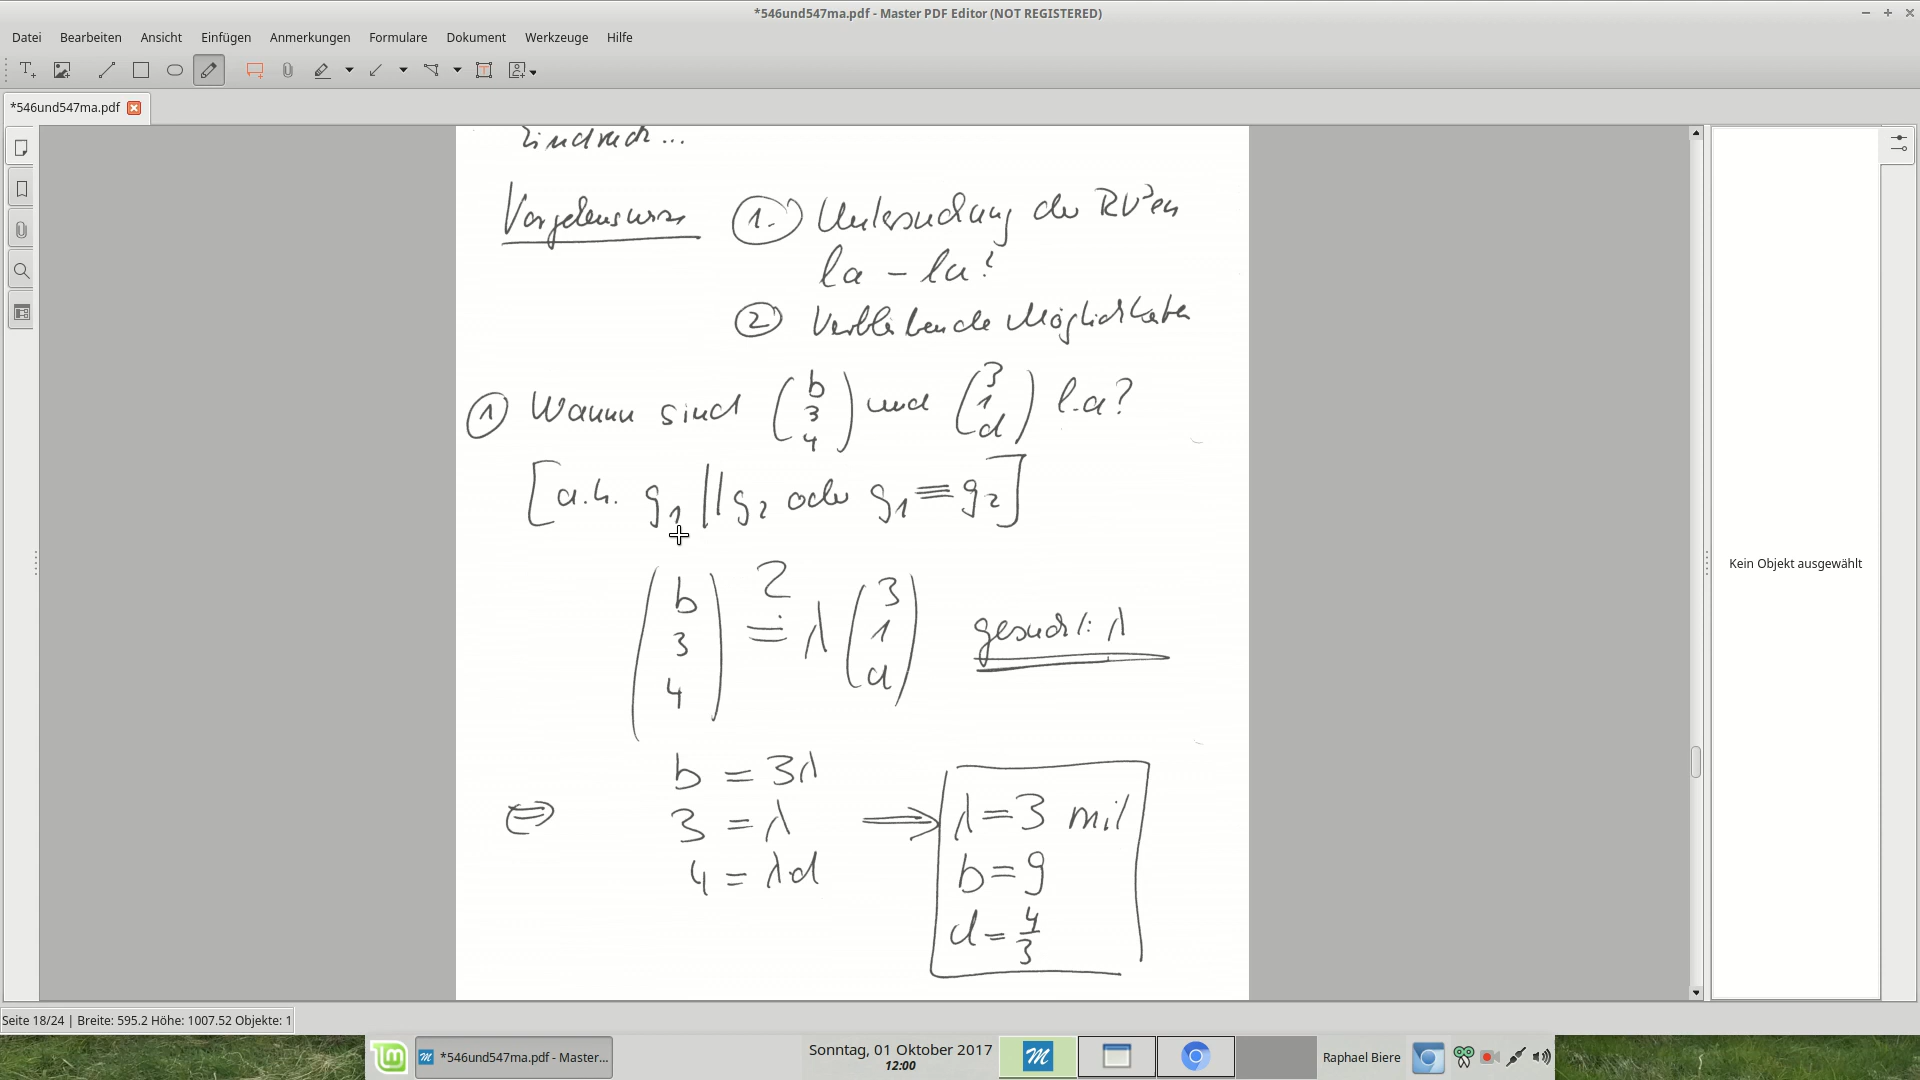 *546und547ma.pdf - Master PDF Editor (NOT REGISTERED)
Datei Bearbeiten Ansicht Einfügen Anmerkungen Formulare Dokument Werkzeuge Hilfe
*546und547ma.pdf
Eindruck...
Vorgehensweise 1. Untersuchung der RV'en
la - lu?
2 Verbleibende Möglichkeiten
1 Wann sind (b 3 4) und (3 1 d) l.a?
[d.h. g₁ || g₂ oder g₁ ≡ g₂]
(b 3 4) ≟ λ (3 1 d) gesucht: λ
b = 3λ
⇔ 3 = λ ⟹ λ = 3 mit
4 = λd b = 9
d = 4/3
Kein Objekt ausgewählt
Seite 18/24 | Breite: 595.2 Höhe: 1007.52 Objekte: 1
*546und547ma.pdf - Master...
Sonntag, 01 Oktober 2017
12:00
Raphael Biere